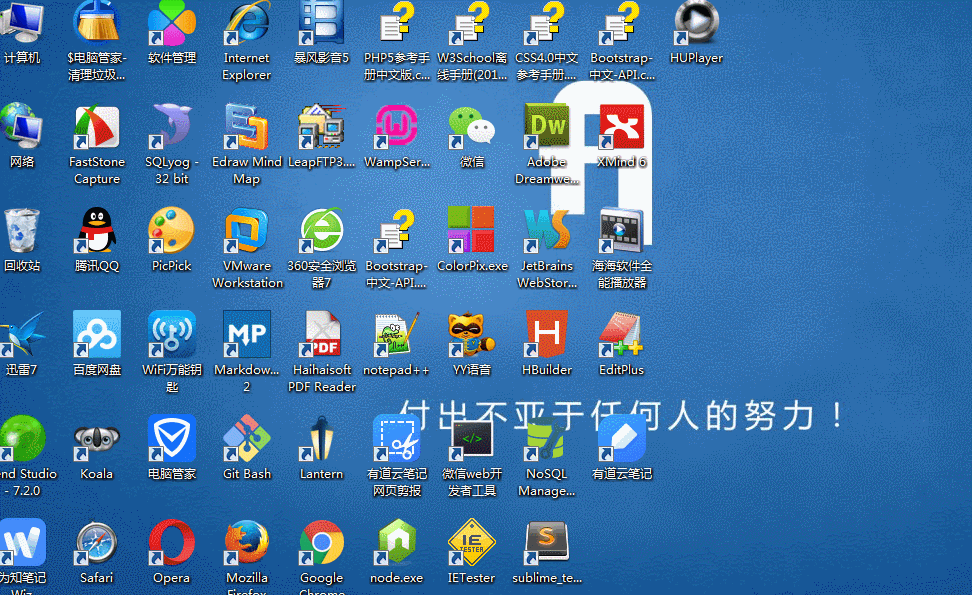 计算机
$电脑管家-
清理垃圾...
软件管理
Internet
Explorer
暴风影音5
PHP5参考手
册中文版.c...
W3School离
线手册(201...
CSS4.0中文
参考手册....
Bootstrap-
中文-API.c...
HUPlayer
网络
FastStone
Capture
SQLyog -
32 bit
Edraw Mind
Map
LeapFTP3....
WampSer...
微信
Dw
Adobe
Dreamwe...
XMind 6
回收站
腾讯QQ
PicPick
VMware
Workstation
360安全浏览
器7
Bootstrap-
中文-API....
ColorPix.exe
WS
JetBrains
WebStor...
海海软件全
能播放器
迅雷7
百度网盘
WiFi万能钥
匙
MP
Markdow...
2
PDF
Haihaisoft
PDF Reader
notepad++
YY语音
H
HBuilder
EditPlus
付出不亚于任何人的努力！
end Studio
- 7.2.0
Koala
电脑管家
Git Bash
Lantern
有道云笔记
网页剪报
</>
微信web开
发者工具
NoSQL
Manage...
有道云笔记
为知笔记
Wiz
Safari
Opera
Mozilla
Firefox
Google
Chrome
node.exe
IE
TESTER
IETester
S
sublime_te...